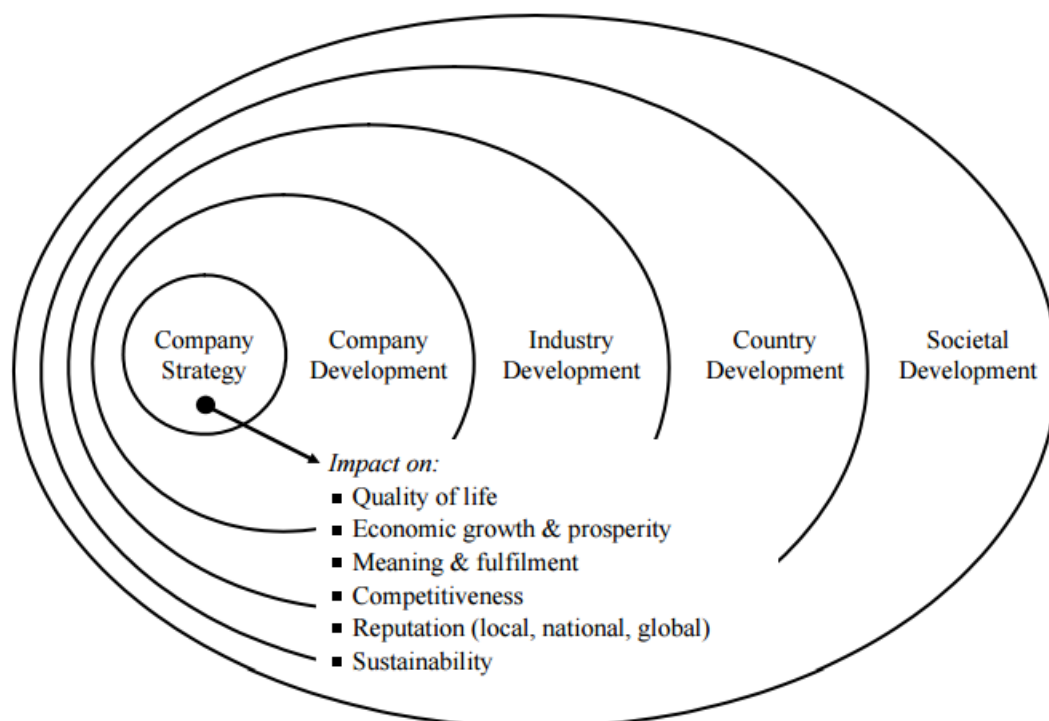 Company
Strategy
Company
Development
Industry
Development
Country
Development
Societal
Development
Impact on:
▪ Quality of life
▪ Economic growth & prosperity
▪ Meaning & fulfilment
▪ Competitiveness
▪ Reputation (local, national, global)
▪ Sustainability